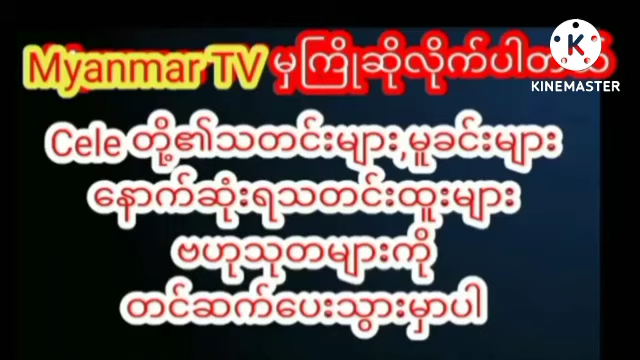 Myanmar TV မှကြိုဆိုလိုက်ပါတယ်
KINEMASTER
Cele တို့၏သတင်းများ,မူခင်းများ
နောက်ဆုံးရသတင်းထူးများ
ဗဟုသုတများကို
တင်ဆက်ပေးသွားမှာပါ